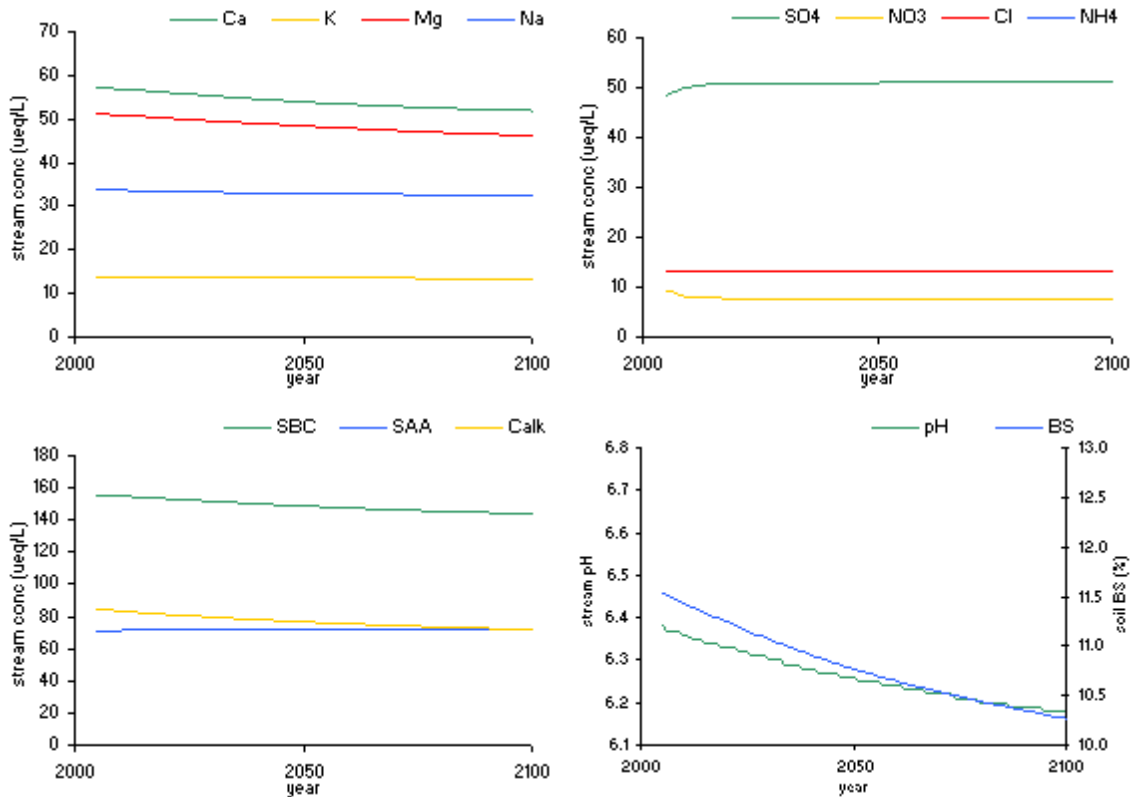 Ca K Mg Na
70
60
50
40
30
20
10
0
stream conc (ueq/L)
2000 2050 2100
year
SO4 NO3 Cl NH4
60
50
40
30
20
10
0
stream conc (ueq/L)
2000 2050 2100
year
SBC SAA Calk
180
160
140
120
100
80
60
40
20
0
stream conc (ueq/L)
2000 2050 2100
year
pH BS
6.8
6.7
6.6
6.5
6.4
6.3
6.2
6.1
stream pH
13.0
12.5
12.0
11.5
11.0
10.5
10.0
soil BS (%)
2000 2050 2100
year